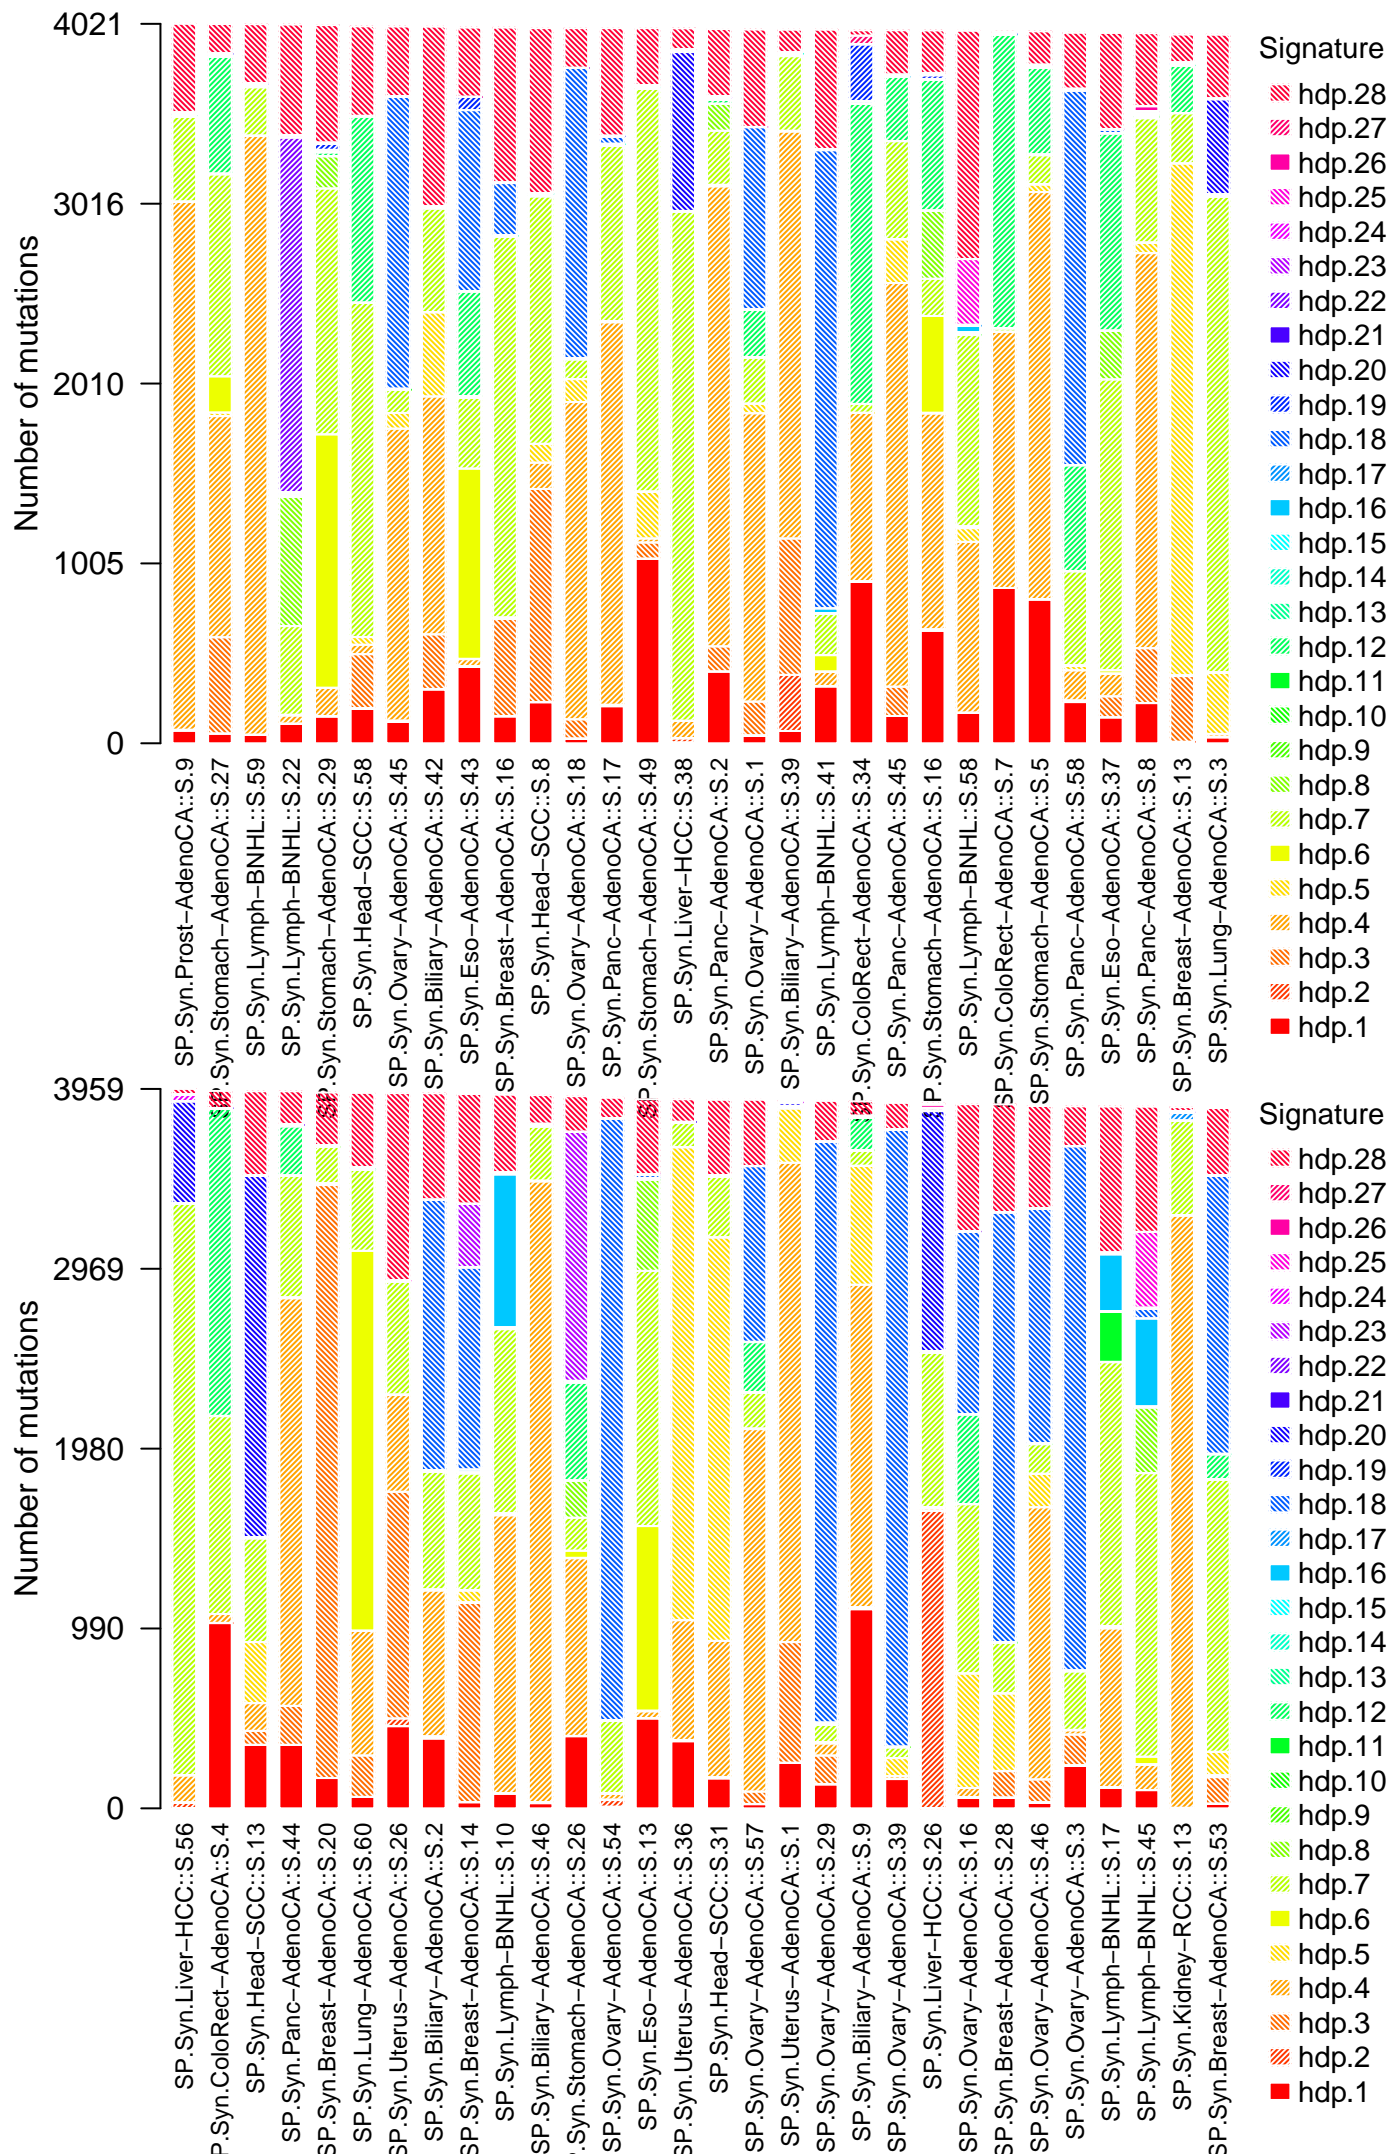 Number of mutations
4021
3016
2010
1005
0
SP.Syn.Prost−AdenoCA::S.9
SP.Syn.Stomach−AdenoCA::S.27
SP.Syn.Lymph−BNHL::S.59
SP.Syn.Lymph−BNHL::S.22
SP.Syn.Stomach−AdenoCA::S.29
SP.Syn.Head−SCC::S.58
SP.Syn.Ovary−AdenoCA::S.45
SP.Syn.Biliary−AdenoCA::S.42
SP.Syn.Eso−AdenoCA::S.43
SP.Syn.Breast−AdenoCA::S.16
SP.Syn.Head−SCC::S.8
SP.Syn.Ovary−AdenoCA::S.18
SP.Syn.Panc−AdenoCA::S.17
SP.Syn.Stomach−AdenoCA::S.49
SP.Syn.Liver−HCC::S.38
SP.Syn.Panc−AdenoCA::S.2
SP.Syn.Ovary−AdenoCA::S.1
SP.Syn.Biliary−AdenoCA::S.39
SP.Syn.Lymph−BNHL::S.41
SP.Syn.ColoRect−AdenoCA::S.34
SP.Syn.Panc−AdenoCA::S.45
SP.Syn.Stomach−AdenoCA::S.16
SP.Syn.Lymph−BNHL::S.58
SP.Syn.ColoRect−AdenoCA::S.7
SP.Syn.Stomach−AdenoCA::S.5
SP.Syn.Panc−AdenoCA::S.58
SP.Syn.Eso−AdenoCA::S.37
SP.Syn.Panc−AdenoCA::S.8
SP.Syn.Breast−AdenoCA::S.13
SP.Syn.Lung−AdenoCA::S.3
Signature
hdp.28
hdp.27
hdp.26
hdp.25
hdp.24
hdp.23
hdp.22
hdp.21
hdp.20
hdp.19
hdp.18
hdp.17
hdp.16
hdp.15
hdp.14
hdp.13
hdp.12
hdp.11
hdp.10
hdp.9
hdp.8
hdp.7
hdp.6
hdp.5
hdp.4
hdp.3
hdp.2
hdp.1
Number of mutations
3959
2969
1980
990
0
SP.Syn.Liver−HCC::S.56
P.Syn.ColoRect−AdenoCA::S.4
SP.Syn.Head−SCC::S.13
SP.Syn.Panc−AdenoCA::S.44
SP.Syn.Breast−AdenoCA::S.20
SP.Syn.Lung−AdenoCA::S.60
SP.Syn.Uterus−AdenoCA::S.26
SP.Syn.Biliary−AdenoCA::S.2
SP.Syn.Breast−AdenoCA::S.14
SP.Syn.Lymph−BNHL::S.10
SP.Syn.Biliary−AdenoCA::S.46
.Syn.Stomach−AdenoCA::S.26
SP.Syn.Ovary−AdenoCA::S.54
SP.Syn.Eso−AdenoCA::S.13
SP.Syn.Uterus−AdenoCA::S.36
SP.Syn.Head−SCC::S.31
SP.Syn.Ovary−AdenoCA::S.57
SP.Syn.Uterus−AdenoCA::S.1
SP.Syn.Ovary−AdenoCA::S.29
SP.Syn.Biliary−AdenoCA::S.9
SP.Syn.Ovary−AdenoCA::S.39
SP.Syn.Liver−HCC::S.26
SP.Syn.Ovary−AdenoCA::S.16
SP.Syn.Breast−AdenoCA::S.28
SP.Syn.Ovary−AdenoCA::S.46
SP.Syn.Ovary−AdenoCA::S.3
SP.Syn.Lymph−BNHL::S.17
SP.Syn.Lymph−BNHL::S.45
SP.Syn.Kidney−RCC::S.13
SP.Syn.Breast−AdenoCA::S.53
Signature
hdp.28
hdp.27
hdp.26
hdp.25
hdp.24
hdp.23
hdp.22
hdp.21
hdp.20
hdp.19
hdp.18
hdp.17
hdp.16
hdp.15
hdp.14
hdp.13
hdp.12
hdp.11
hdp.10
hdp.9
hdp.8
hdp.7
hdp.6
hdp.5
hdp.4
hdp.3
hdp.2
hdp.1